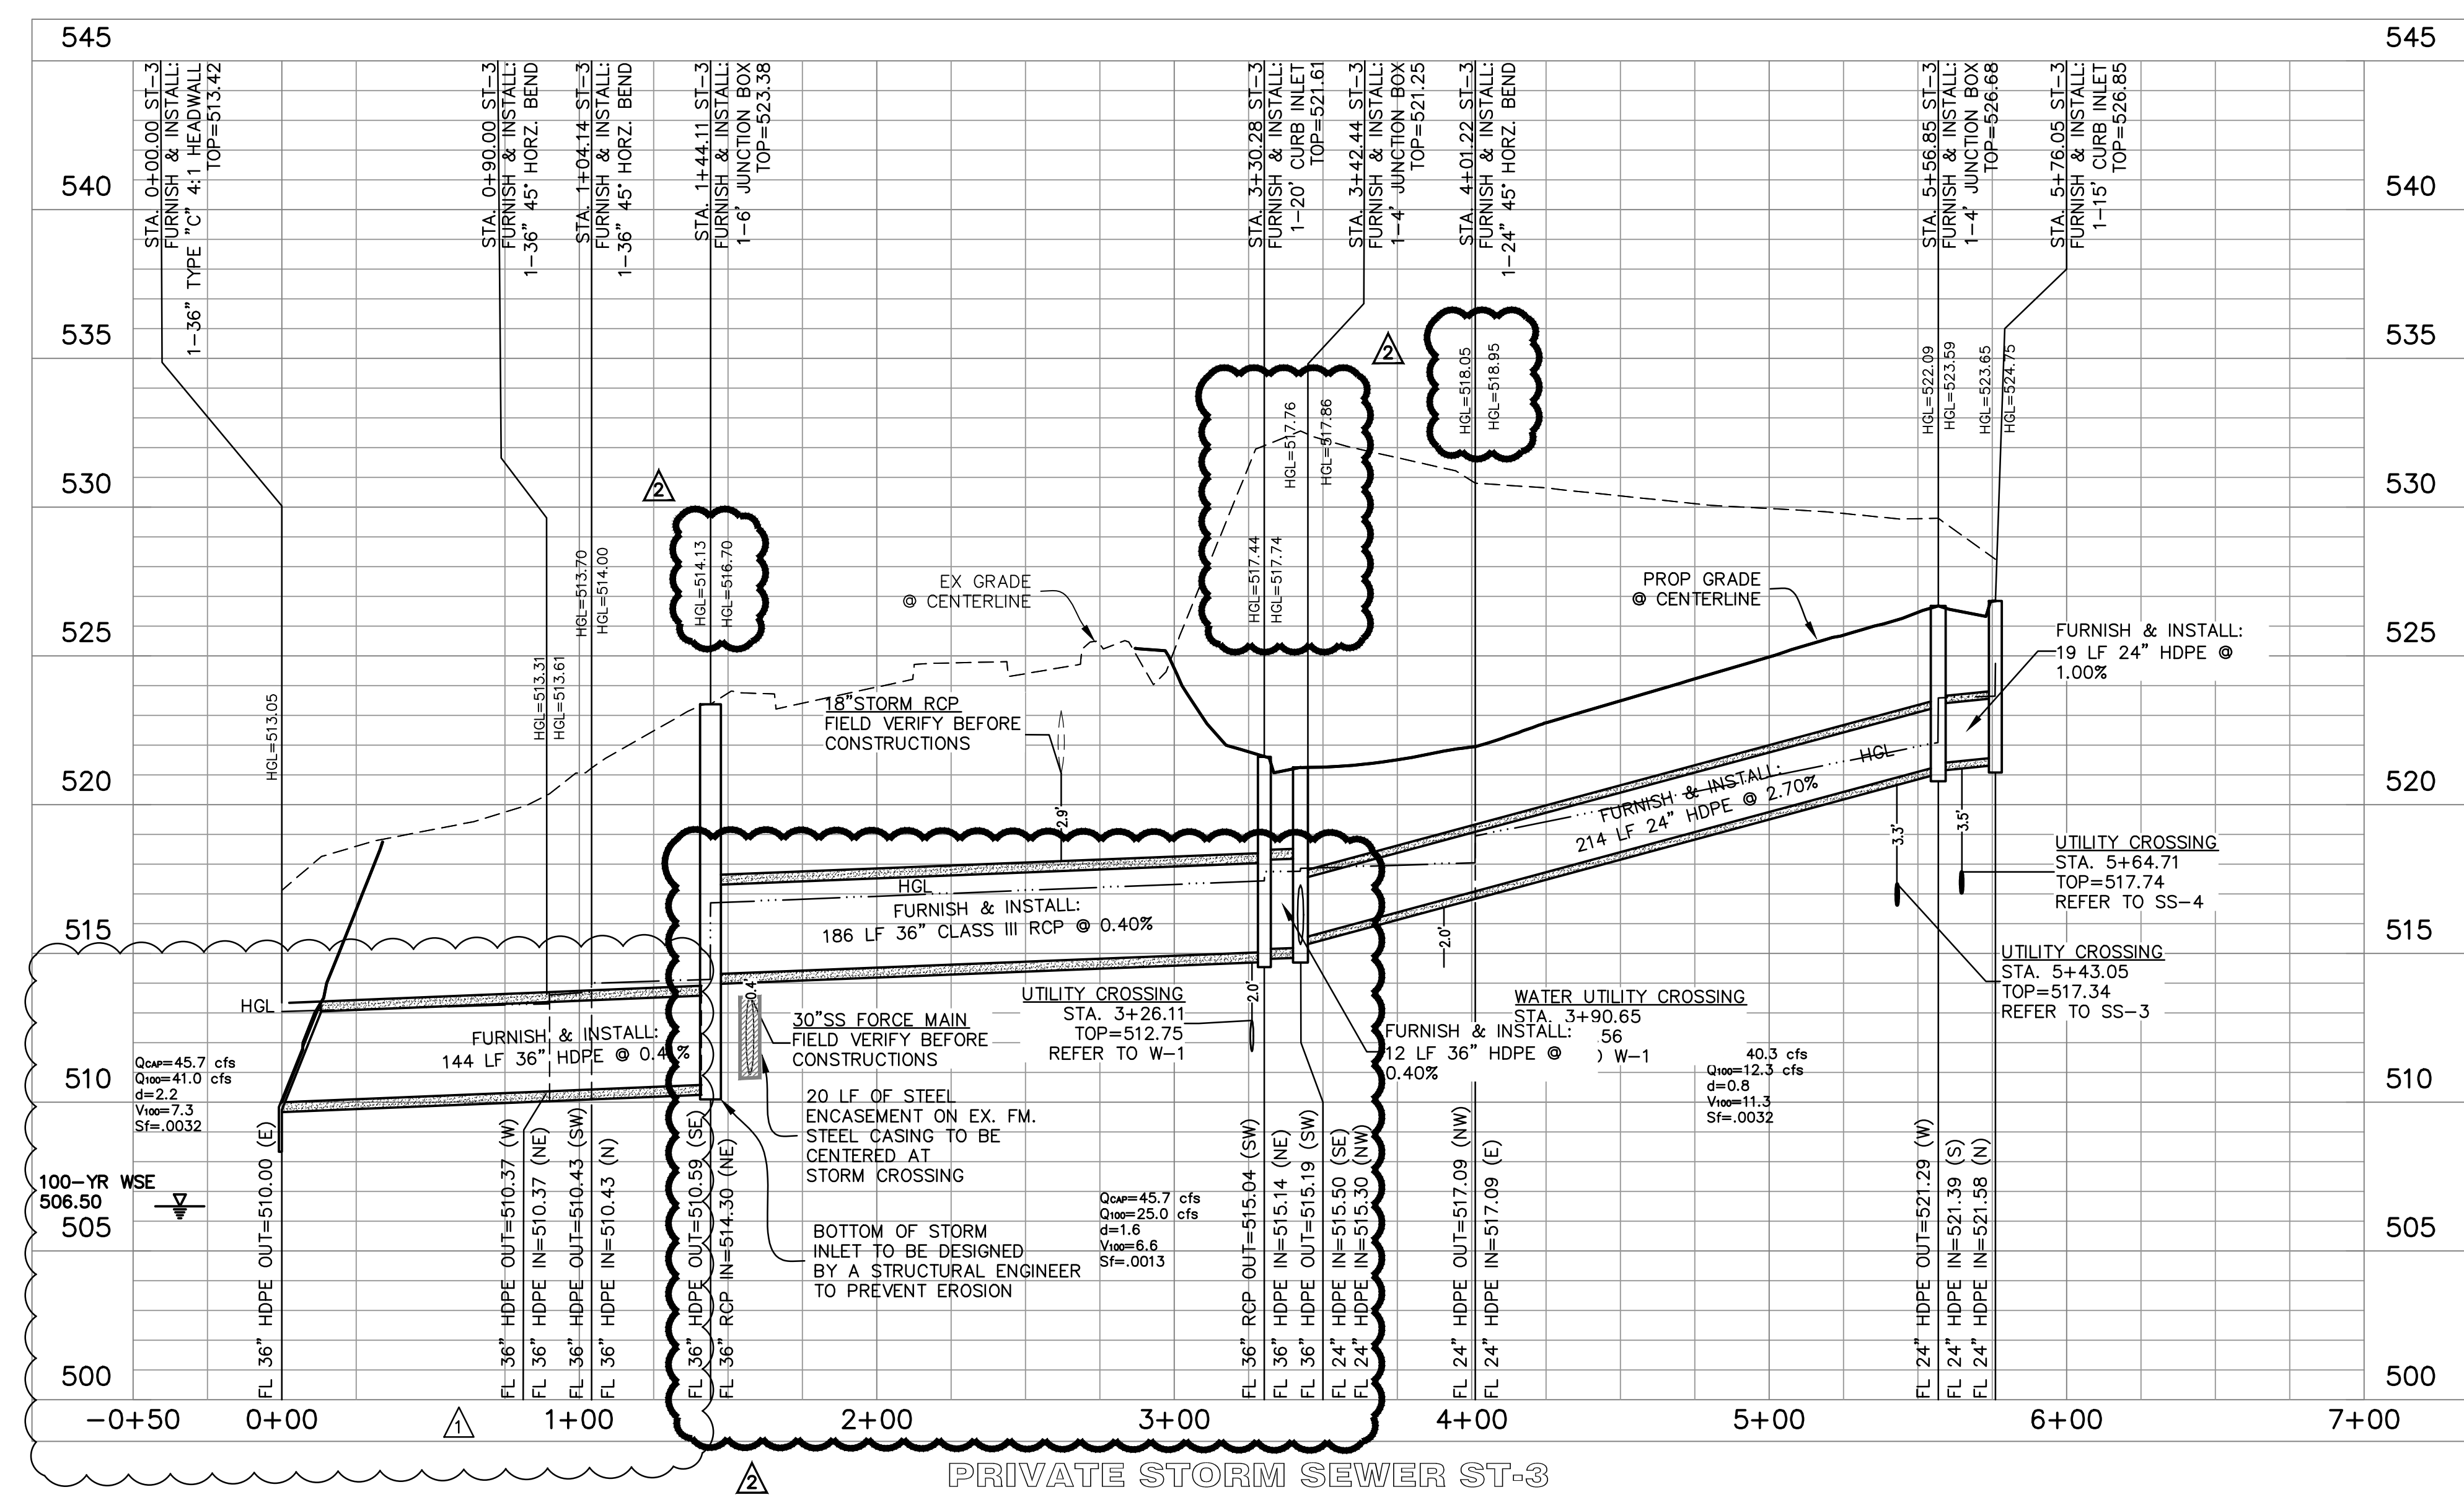 545
545
540
540
535
535
530
530
525
525
520
520
515
515
510
510
505
505
500
500
STA. 0+00.00 ST-3
FURNISH & INSTALL:
1-36" TYPE "C" 4:1 HEADWALL
TOP=513.42
STA. 0+90.00 ST-3
FURNISH & INSTALL:
1-36" 45° HORZ. BEND
STA. 1+04.14 ST-3
FURNISH & INSTALL:
1-36" 45° HORZ. BEND
STA. 1+44.11 ST-3
FURNISH & INSTALL:
1-6' JUNCTION BOX
TOP=523.38
STA. 3+30.28 ST-3
FURNISH & INSTALL:
1-20' CURB INLET
TOP=521.61
STA. 3+42.44 ST-3
FURNISH & INSTALL:
1-4' JUNCTION BOX
TOP=521.25
STA. 4+01.22 ST-3
FURNISH & INSTALL:
1-24" 45° HORZ. BEND
STA. 5+56.85 ST-3
FURNISH & INSTALL:
1-4' JUNCTION BOX
TOP=526.68
STA. 5+76.05 ST-3
FURNISH & INSTALL:
1-15' CURB INLET
TOP=526.85
HGL=513.05
HGL=513.31
HGL=513.61
HGL=513.70
HGL=514.00
HGL=514.13
HGL=516.70
HGL=517.44
HGL=517.74
HGL=517.76
HGL=517.86
HGL=518.05
HGL=518.95
HGL=522.09
HGL=523.59
HGL=523.65
HGL=524.75
2
2
EX GRADE
@ CENTERLINE
PROP GRADE
@ CENTERLINE
FURNISH & INSTALL:
19 LF 24" HDPE @
1.00%
18"STORM RCP
FIELD VERIFY BEFORE
CONSTRUCTIONS
2.9'
HGL
FURNISH & INSTALL:
214 LF 24" HDPE @ 2.70%
3.3'
3.5'
UTILITY CROSSING
STA. 5+64.71
TOP=517.74
REFER TO SS-4
UTILITY CROSSING
STA. 5+43.05
TOP=517.34
REFER TO SS-3
HGL
FURNISH & INSTALL:
186 LF 36" CLASS III RCP @ 0.40%
2.0'
0.4'
2.0'
HGL
FURNISH & INSTALL:
144 LF 36" HDPE @ 0.4 %
30"SS FORCE MAIN
FIELD VERIFY BEFORE
CONSTRUCTIONS
UTILITY CROSSING
STA. 3+26.11
TOP=512.75
REFER TO W-1
WATER UTILITY CROSSING
STA. 3+90.65
.56
W-1
FURNISH & INSTALL:
12 LF 36" HDPE @
0.40%
QCAP=45.7 cfs
Q100=41.0 cfs
d=2.2
V100=7.3
Sf=.0032
20 LF OF STEEL
ENCASEMENT ON EX. FM.
STEEL CASING TO BE
CENTERED AT
STORM CROSSING
BOTTOM OF STORM
INLET TO BE DESIGNED
BY A STRUCTURAL ENGINEER
TO PREVENT EROSION
QCAP=45.7 cfs
Q100=25.0 cfs
d=1.6
V100=6.6
Sf=.0013
40.3 cfs
Q100=12.3 cfs
d=0.8
V100=11.3
Sf=.0032
100-YR WSE
506.50
FL 36" HDPE OUT=510.00 (E)
FL 36" HDPE OUT=510.37 (W)
FL 36" HDPE IN=510.37 (NE)
FL 36" HDPE OUT=510.43 (SW)
FL 36" HDPE IN=510.43 (N)
FL 36" HDPE OUT=510.59 (SE)
FL 36" RCP IN=514.30 (NE)
FL 36" RCP OUT=515.04 (SW)
FL 36" HDPE IN=515.14 (NE)
FL 36" HDPE OUT=515.19 (SW)
FL 24" HDPE IN=515.50 (SE)
FL 24" HDPE IN=515.30 (NW)
FL 24" HDPE OUT=517.09 (NW)
FL 24" HDPE IN=517.09 (E)
FL 24" HDPE OUT=521.29 (W)
FL 24" HDPE IN=521.39 (S)
FL 24" HDPE IN=521.58 (N)
-0+50
0+00
1
1+00
2+00
3+00
4+00
5+00
6+00
7+00
2
PRIVATE STORM SEWER ST-3